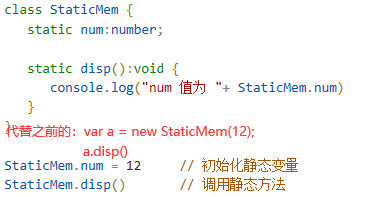 class StaticMem {
static num:number;
static disp():void {
console.log("num 值为 "+ StaticMem.num)
}
}
代替之前的：var a = new StaticMem(12);
a.disp()
StaticMem.num = 12 // 初始化静态变量
StaticMem.disp() // 调用静态方法